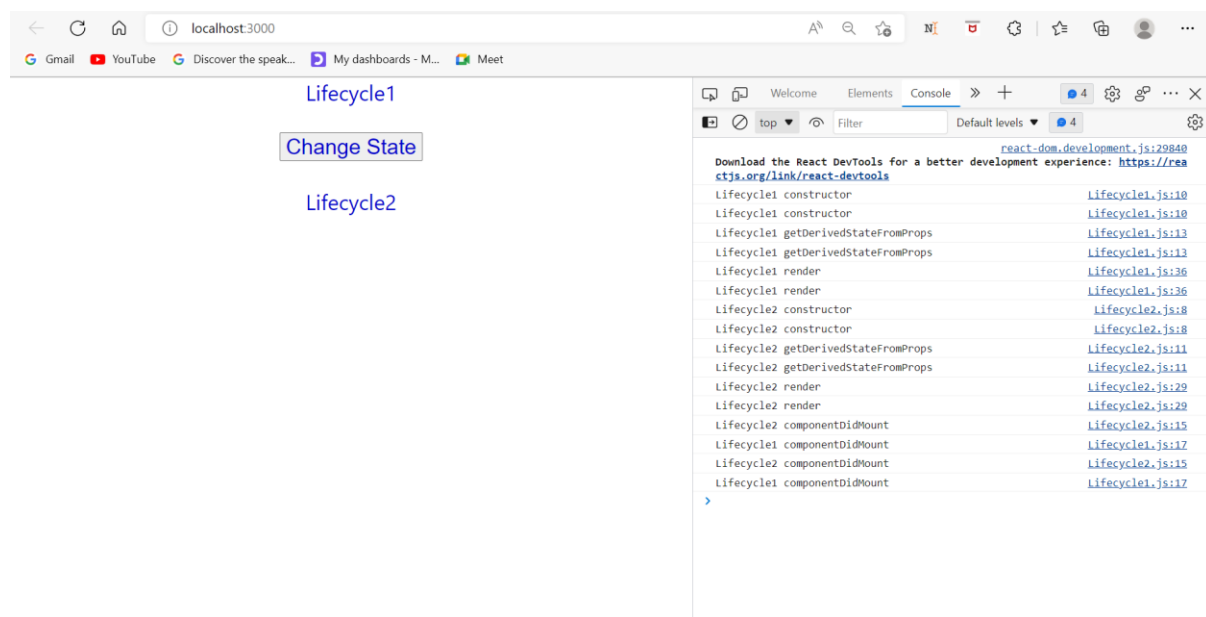 localhost:3000
Gmail YouTube Discover the speak... My dashboards - M... Meet
Lifecycle1
Change State
Lifecycle2
Welcome Elements Console 4
top Filter Default levels 4
react-dom.development.js:29840
Download the React DevTools for a better development experience: https://rea
ctjs.org/link/react-devtools
Lifecycle1 constructor Lifecycle1.js:10
Lifecycle1 constructor Lifecycle1.js:10
Lifecycle1 getDerivedStateFromProps Lifecycle1.js:13
Lifecycle1 getDerivedStateFromProps Lifecycle1.js:13
Lifecycle1 render Lifecycle1.js:36
Lifecycle1 render Lifecycle1.js:36
Lifecycle2 constructor Lifecycle2.js:8
Lifecycle2 constructor Lifecycle2.js:8
Lifecycle2 getDerivedStateFromProps Lifecycle2.js:11
Lifecycle2 getDerivedStateFromProps Lifecycle2.js:11
Lifecycle2 render Lifecycle2.js:29
Lifecycle2 render Lifecycle2.js:29
Lifecycle2 componentDidMount Lifecycle2.js:15
Lifecycle1 componentDidMount Lifecycle1.js:17
Lifecycle2 componentDidMount Lifecycle2.js:15
Lifecycle1 componentDidMount Lifecycle1.js:17